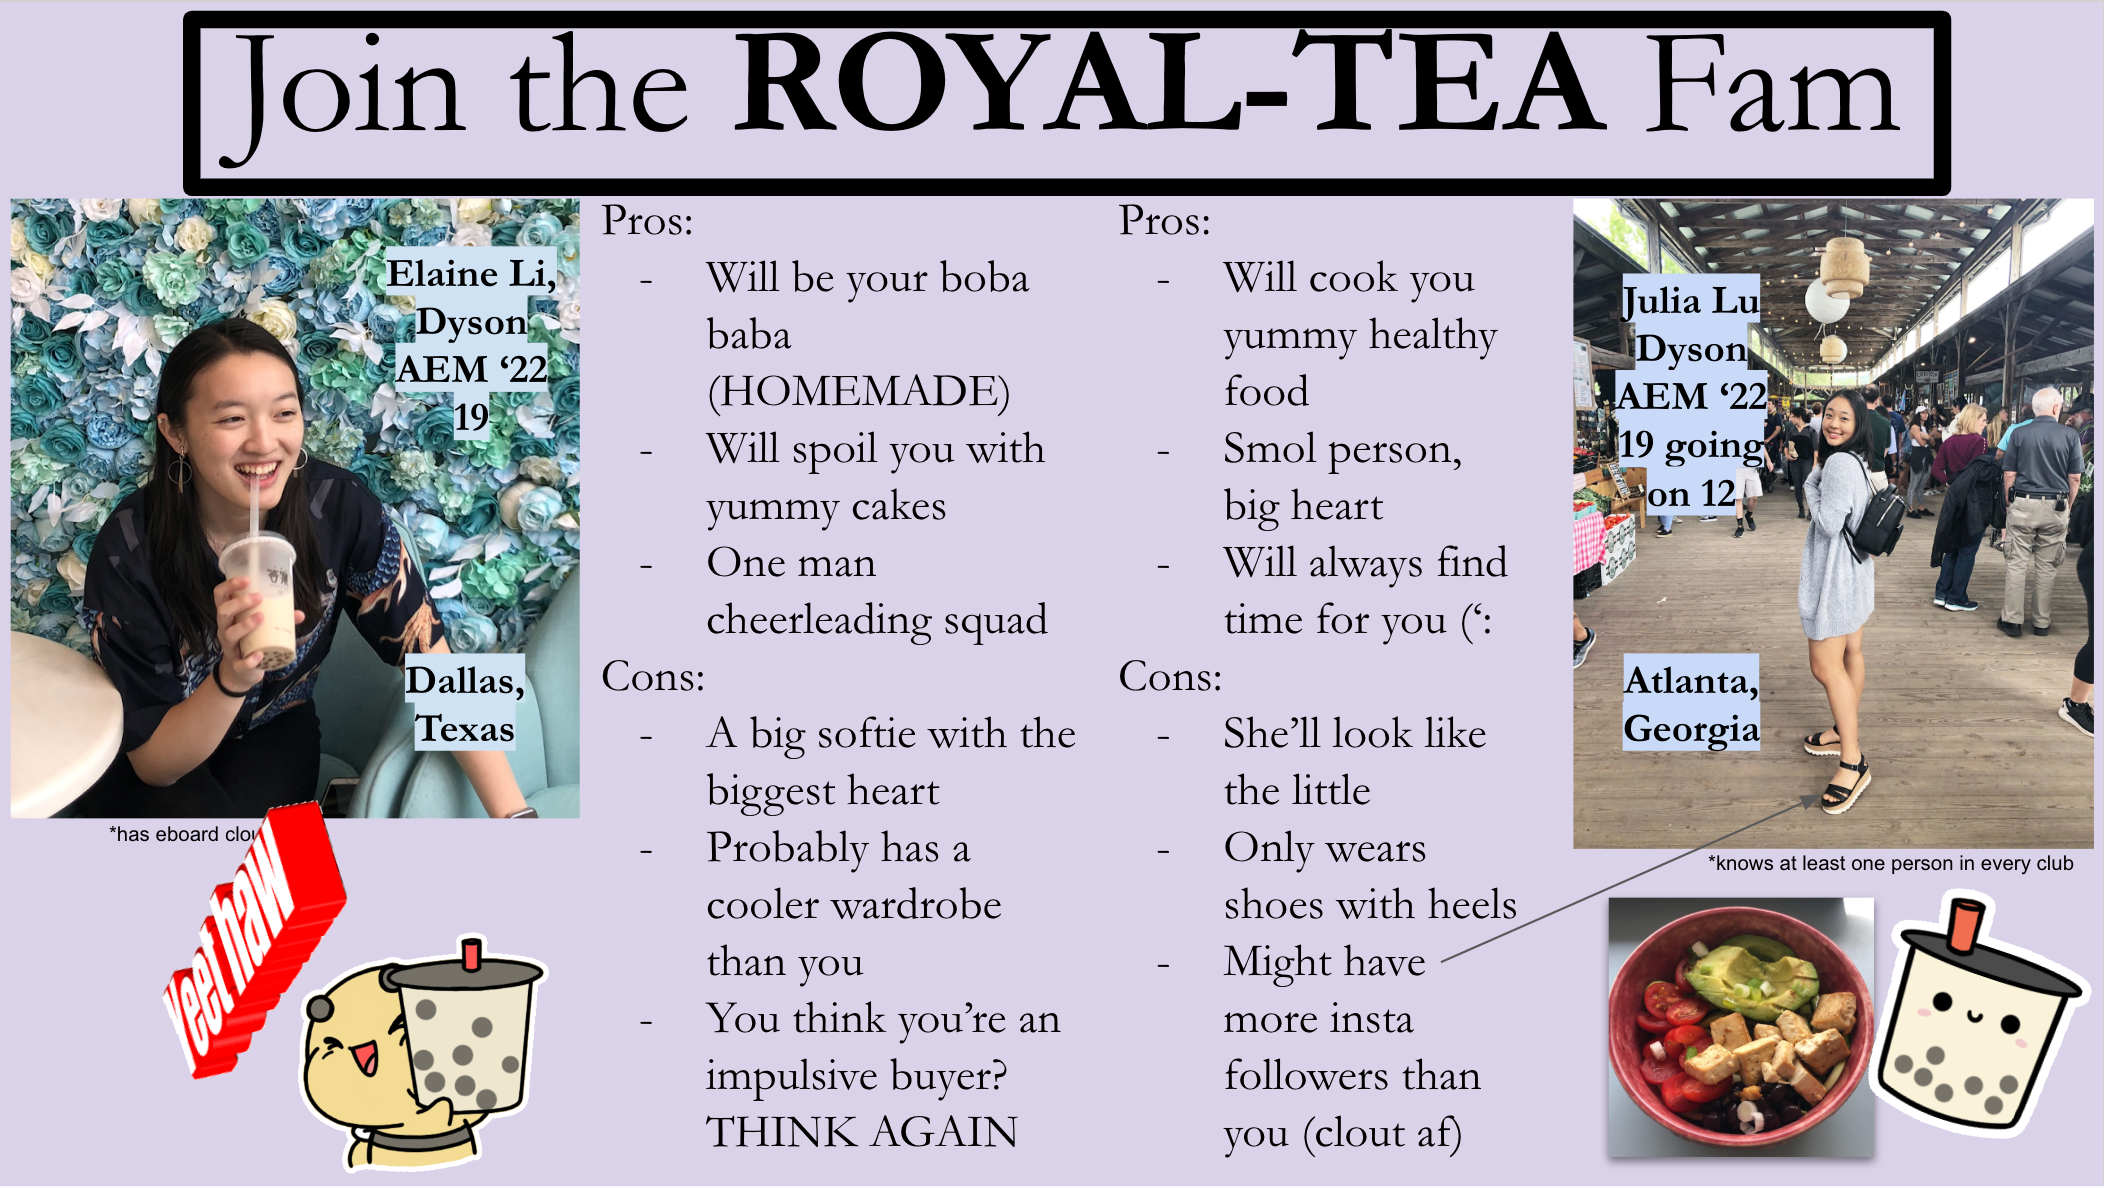 Join the ROYAL-TEA Fam
Elaine Li,
Dyson
AEM ‘22
19
Dallas,
Texas
*has eboard
Yeet haw
Pros:
- Will be your boba
baba
(HOMEMADE)
- Will spoil you with
yummy cakes
- One man
cheerleading squad
Cons:
- A big softie with the
biggest heart
- Probably has a
cooler wardrobe
than you
- You think you’re an
impulsive buyer?
THINK AGAIN
Pros:
- Will cook you
yummy healthy
food
- Smol person,
big heart
- Will always find
time for you (‘:
Cons:
- She’ll look like
the little
- Only wears
shoes with heels
- Might have
more insta
followers than
you (clout af)
Julia Lu
Dyson
AEM ‘22
19 going
on 12
Atlanta,
Georgia
*knows at least one person in every club